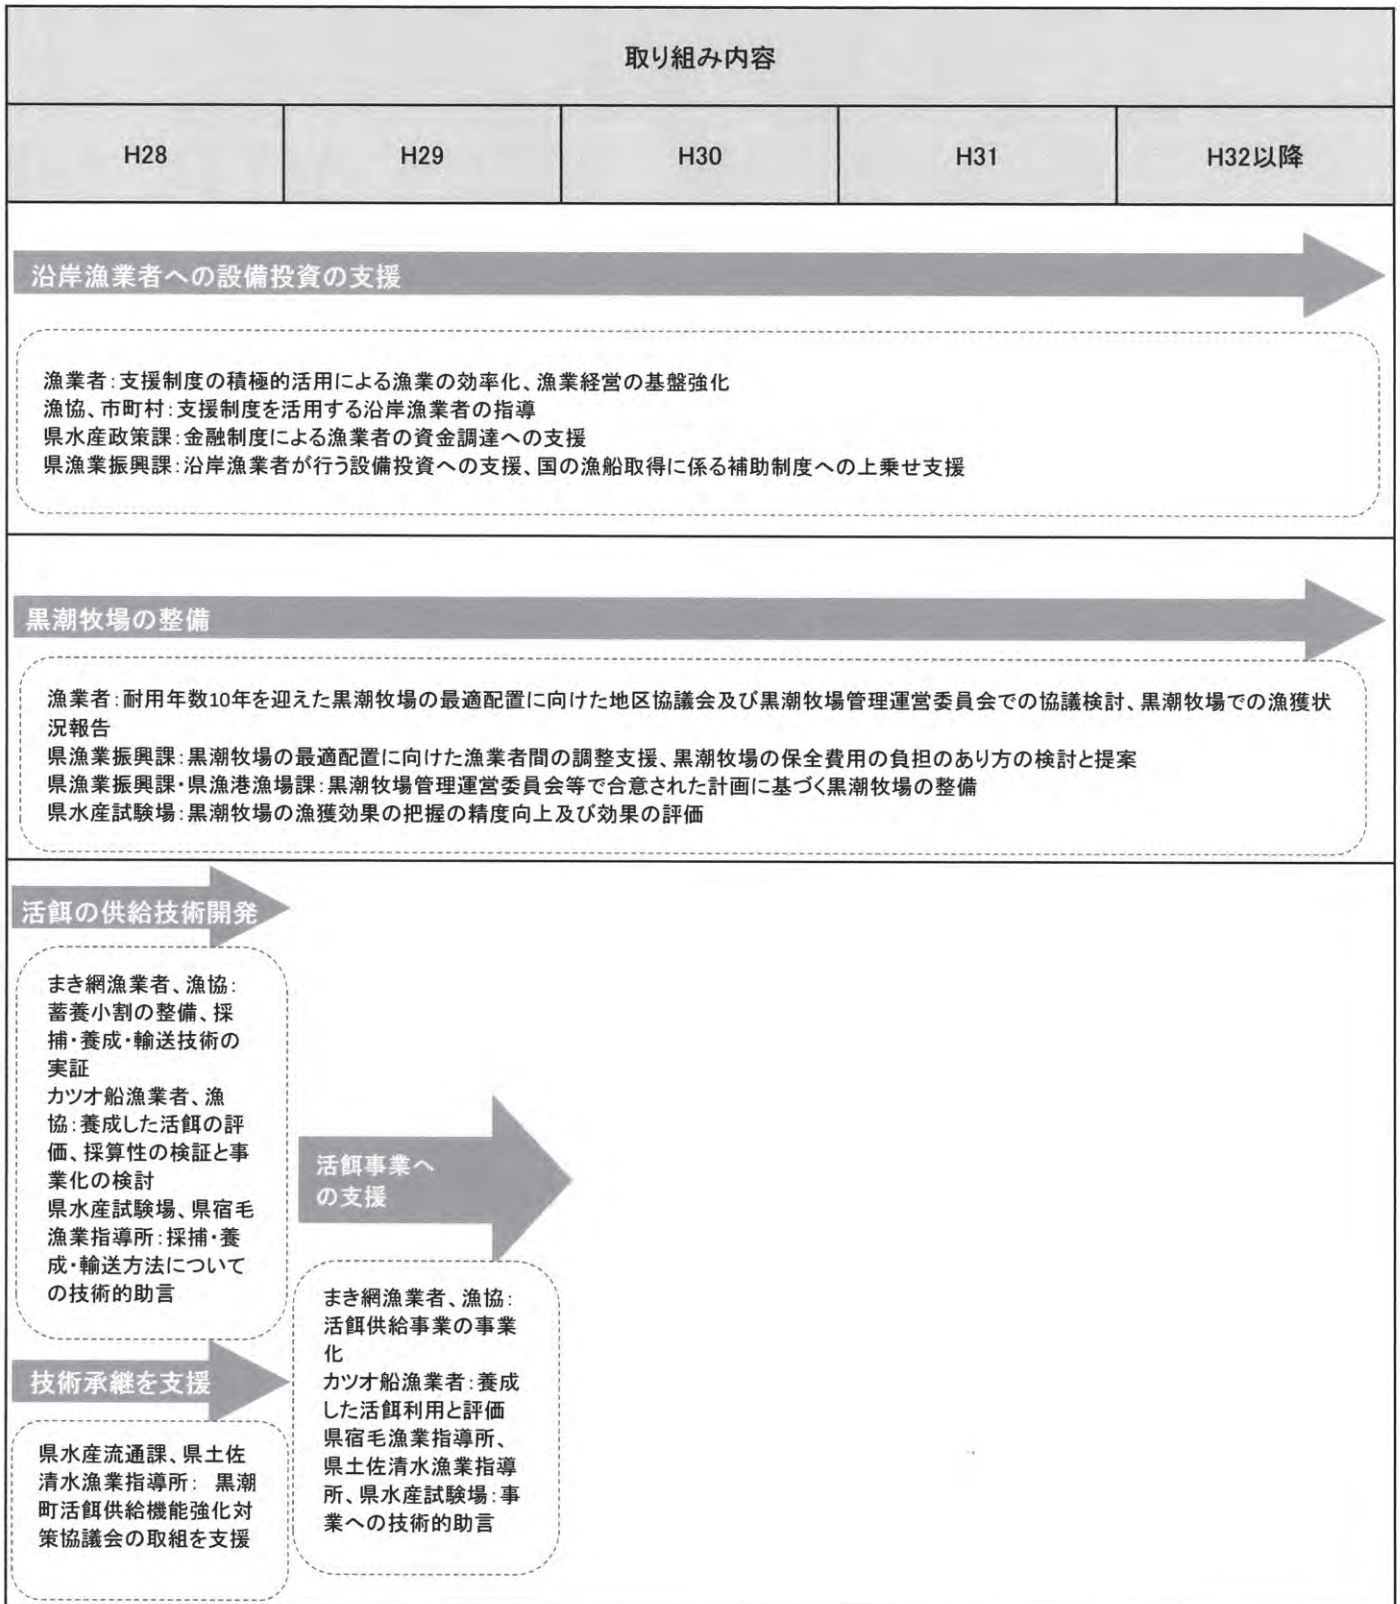 取り組み内容
H28
H29
H30
H31
H32以降
沿岸漁業者への設備投資の支援
漁業者:支援制度の積極的活用による漁業の効率化、漁業経営の基盤強化
漁協、市町村:支援制度を活用する沿岸漁業者の指導
県水産政策課:金融制度による漁業者の資金調達への支援
県漁業振興課:沿岸漁業者が行う設備投資への支援、国の漁船取得に係る補助制度への上乗せ支援
黒潮牧場の整備
漁業者:耐用年数10年を迎えた黒潮牧場の最適配置に向けた地区協議会及び黒潮牧場管理運営委員会での協議検討、黒潮牧場での漁獲状
況報告
県漁業振興課:黒潮牧場の最適配置に向けた漁業者間の調整支援、黒潮牧場の保全費用の負担のあり方の検討と提案
県漁業振興課・県漁港漁場課:黒潮牧場管理運営委員会等で合意された計画に基づく黒潮牧場の整備
県水産試験場:黒潮牧場の漁獲効果の把握の精度向上及び効果の評価
活餌の供給技術開発
まき網漁業者、漁協:
蓄養小割の整備、採
捕・養成・輸送技術の
実証
カツオ船漁業者、漁
協:養成した活餌の評
価、採算性の検証と事
業化の検討
県水産試験場、県宿毛
漁業指導所:採捕・養
成・輸送方法について
の技術的助言
技術承継を支援
県水産流通課、県土佐
清水漁業指導所: 黒潮
町活餌供給機能強化対
策協議会の取組を支援
活餌事業へ
の支援
まき網漁業者、漁協:
活餌供給事業の事業
化
カツオ船漁業者:養成
した活餌利用と評価
県宿毛漁業指導所、
県土佐清水漁業指導
所、県水産試験場:事
業への技術的助言